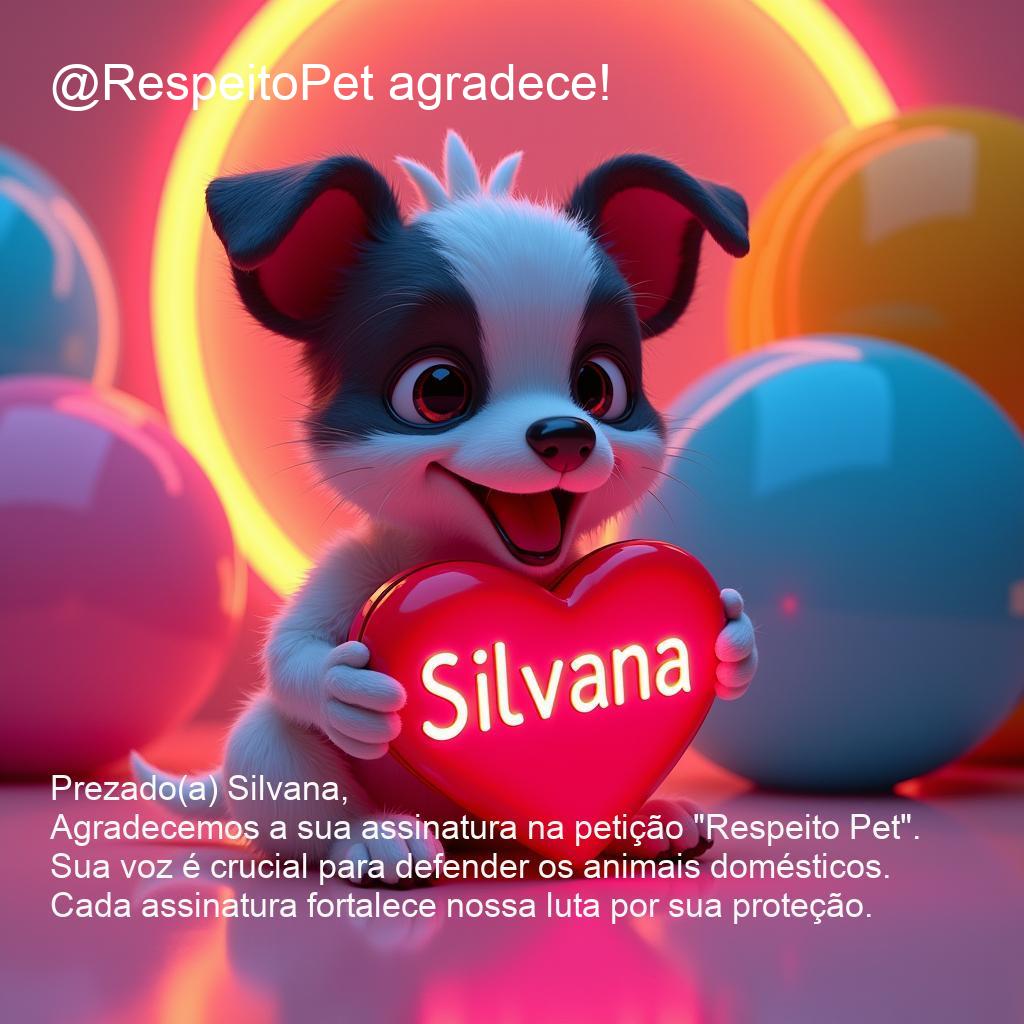 @RespeitoPet agradece!
Silvana
Prezado(a) Silvana,
Agradecemos a sua assinatura na petição "Respeito Pet".
Sua voz é crucial para defender os animais domésticos.
Cada assinatura fortalece nossa luta por sua proteção.